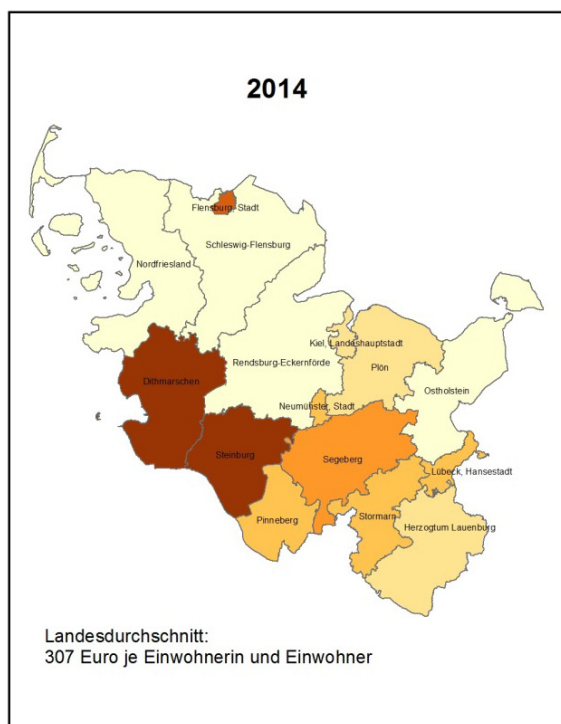 2014
Flensburg, Stadt
Schleswig-Flensburg
Nordfriesland
Kiel, Landeshauptstadt
Rendsburg-Eckernförde
Plön
Dithmarschen
Ostholstein
Neumünster, Stadt
Steinburg
Segeberg
Lübeck, Hansestadt
Pinneberg
Stormarn
Herzogtum Lauenburg
Landesdurchschnitt:
307 Euro je Einwohnerin und Einwohner